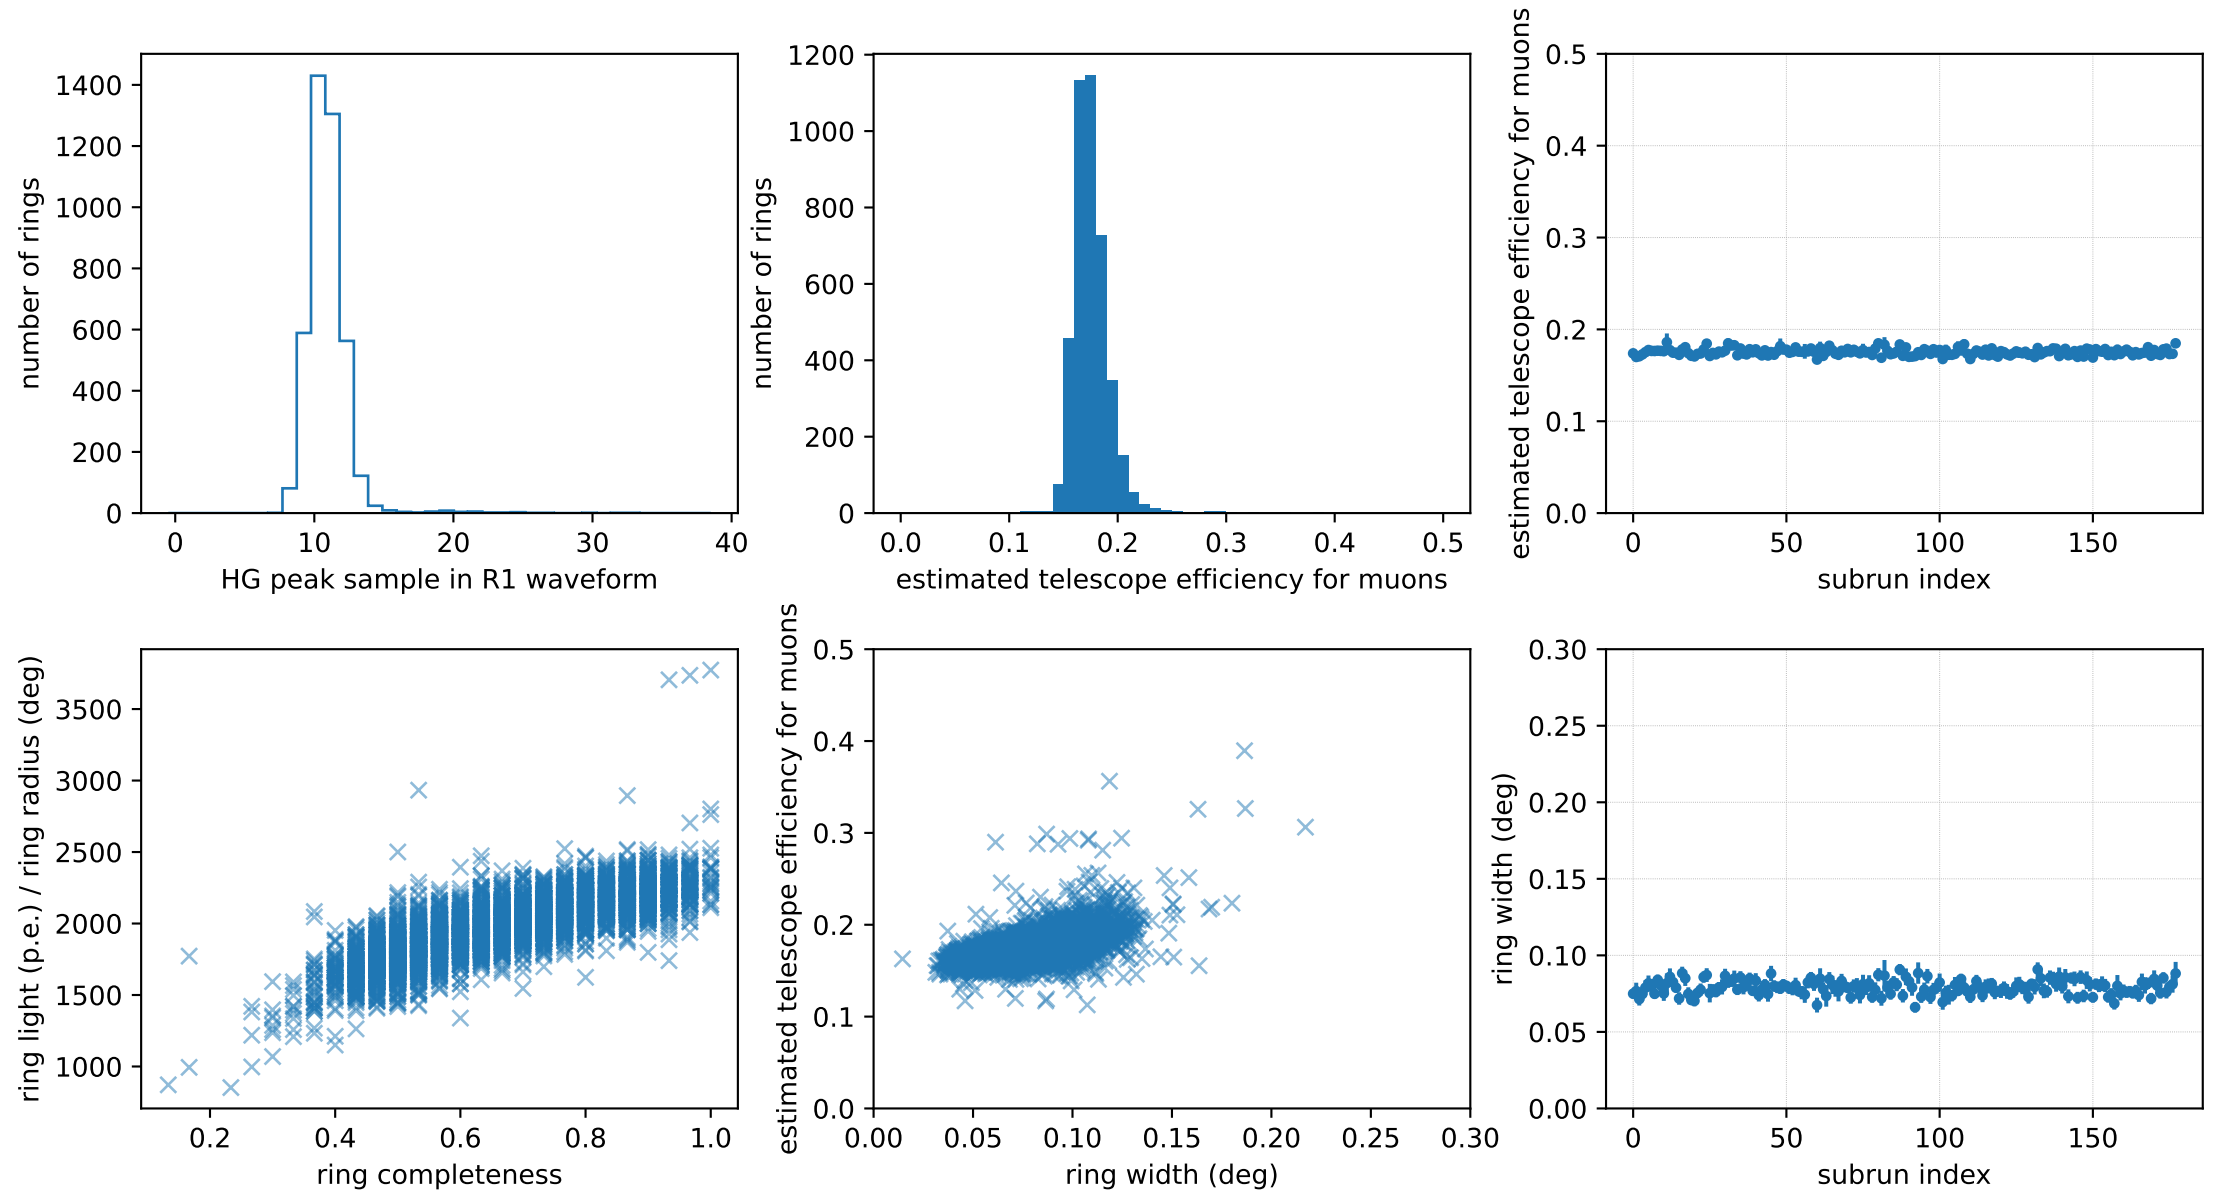 number of rings
1400
1200
1000
800
600
400
200
0
0 10 20 30 40
HG peak sample in R1 waveform
number of rings
1200
1000
800
600
400
200
0
0.0 0.1 0.2 0.3 0.4 0.5
estimated telescope efficiency for muons
estimated telescope efficiency for muons
0.5
0.4
0.3
0.2
0.1
0.0
0 50 100 150
subrun index
ring light (p.e.) / ring radius (deg)
3500
3000
2500
2000
1500
1000
0.2 0.4 0.6 0.8 1.0
ring completeness
estimated telescope efficiency for muons
0.5
0.4
0.3
0.2
0.1
0.0
0.00 0.05 0.10 0.15 0.20 0.25 0.30
ring width (deg)
ring width (deg)
0.30
0.25
0.20
0.15
0.10
0.05
0.00
0 50 100 150
subrun index